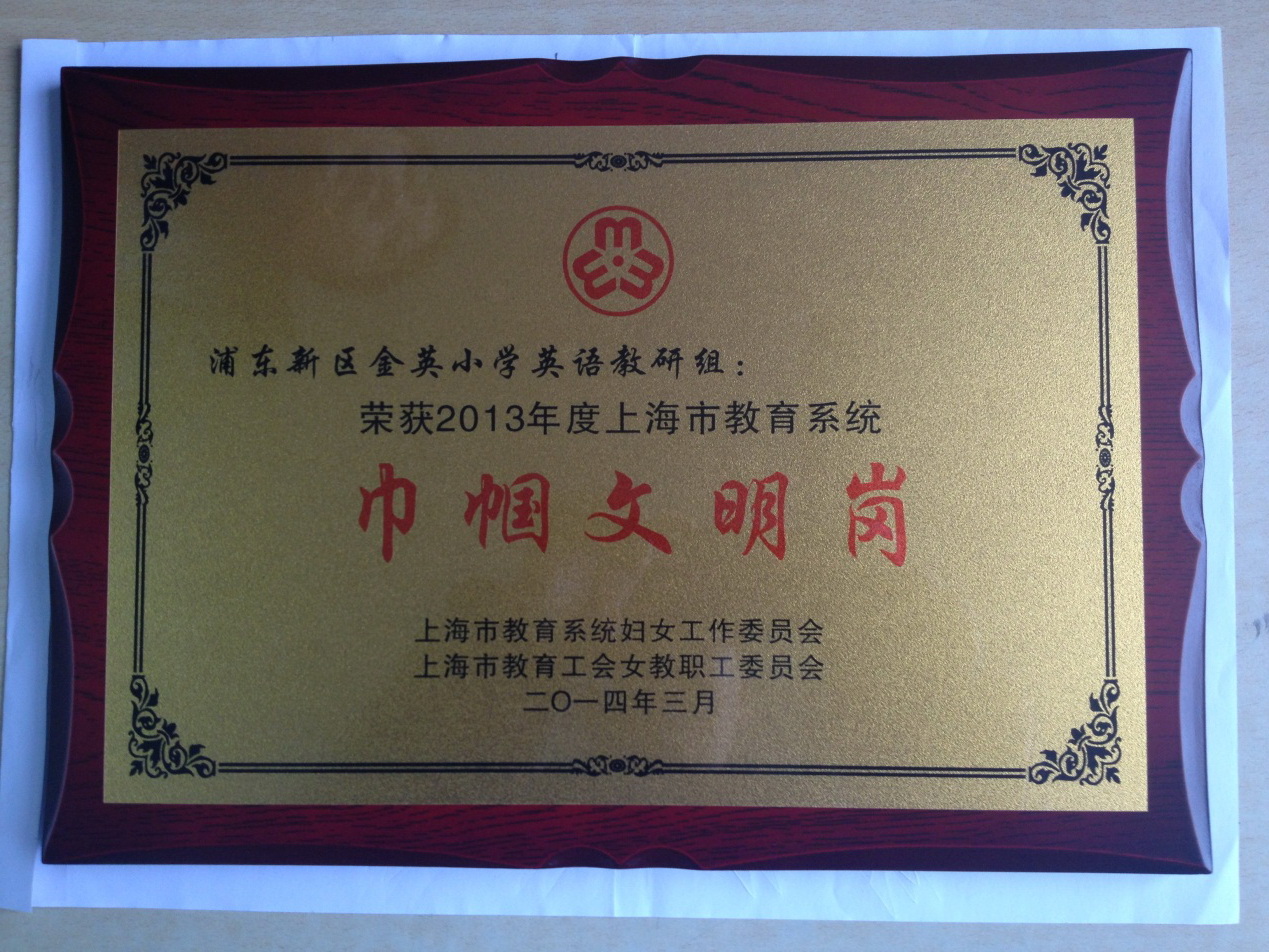 浦东新区金英小学英语教研组：
荣获2013年度上海市教育系统
巾帼文明岗
上海市教育系统妇女工作委员会
上海市教育工会女教职工委员会
二〇一四年三月